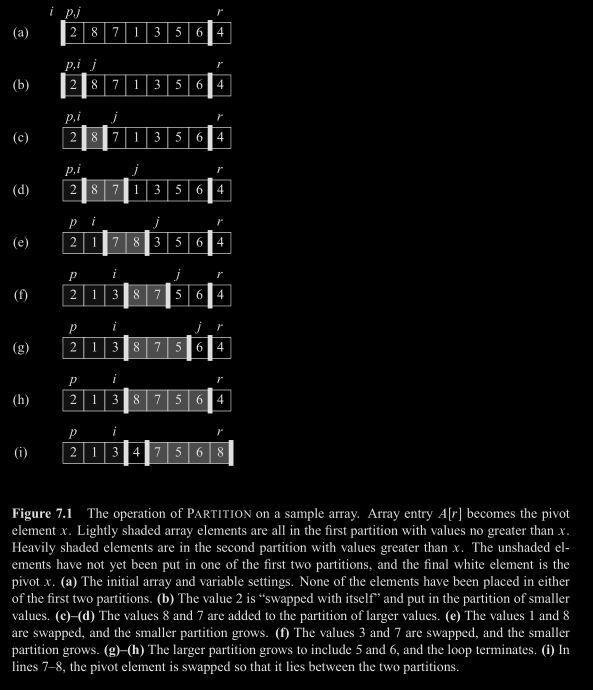 i p,j r
(a) 2 8 7 1 3 5 6 4
p,i j r
(b) 2 8 7 1 3 5 6 4
p,i j r
(c) 2 8 7 1 3 5 6 4
p,i j r
(d) 2 8 7 1 3 5 6 4
p i j r
(e) 2 1 7 8 3 5 6 4
p i j r
(f) 2 1 3 8 7 5 6 4
p i j r
(g) 2 1 3 8 7 5 6 4
p i r
(h) 2 1 3 8 7 5 6 4
p i r
(i) 2 1 3 4 7 5 6 8
Figure 7.1 The operation of PARTITION on a sample array. Array entry A[r] becomes the pivot
element x. Lightly shaded array elements are all in the first partition with values no greater than x.
Heavily shaded elements are in the second partition with values greater than x. The unshaded el-
ements have not yet been put in one of the first two partitions, and the final white element is the
pivot x. (a) The initial array and variable settings. None of the elements have been placed in either
of the first two partitions. (b) The value 2 is “swapped with itself” and put in the partition of smaller
values. (c)–(d) The values 8 and 7 are added to the partition of larger values. (e) The values 1 and 8
are swapped, and the smaller partition grows. (f) The values 3 and 7 are swapped, and the smaller
partition grows. (g)–(h) The larger partition grows to include 5 and 6, and the loop terminates. (i) In
lines 7–8, the pivot element is swapped so that it lies between the two partitions.